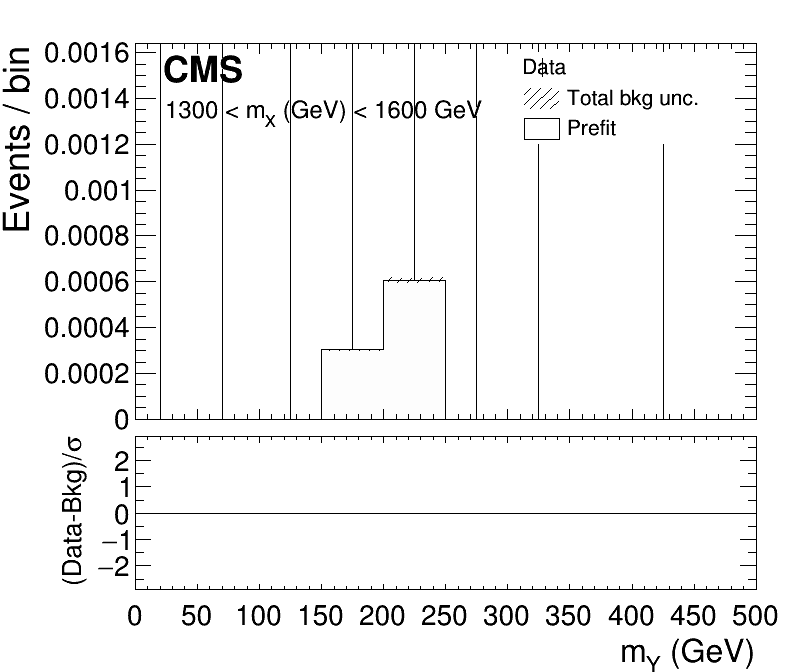 CMS
1300 < mX (GeV) < 1600 GeV
Data
Total bkg unc.
Prefit
Events / bin
0.0016
0.0014
0.0012
0.001
0.0008
0.0006
0.0004
0.0002
0
(Data-Bkg)/σ
2
1
0
−1
−2
0 50 100 150 200 250 300 350 400 450 500
mY (GeV)